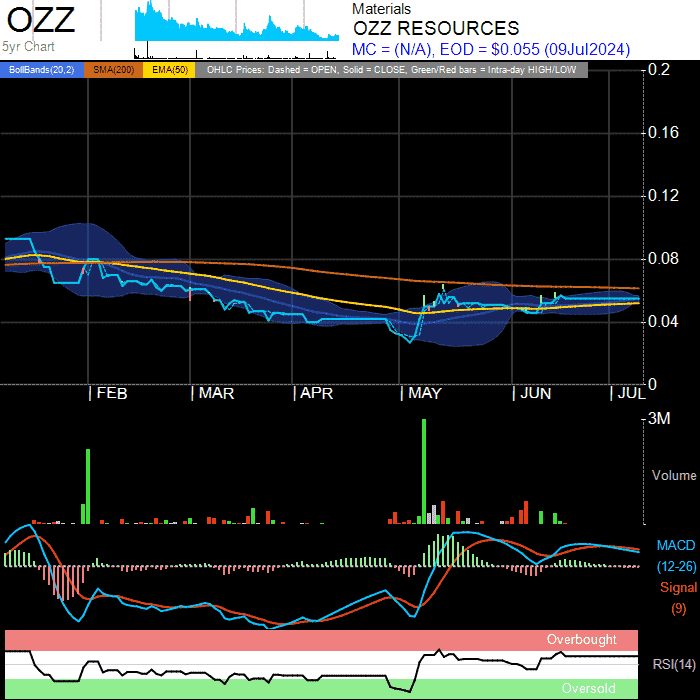 OZZ
5yr Chart
Materials
OZZ RESOURCES
MC = (N/A), EOD = $0.055 (09Jul2024)
BollBands(20,2) SMA(200) EMA(50) OHLC Prices: Dashed = OPEN, Solid = CLOSE, Green/Red bars = Intra-day HIGH/LOW
0.2
0.16
0.12
0.08
0.04
0
| FEB | MAR | APR | MAY | JUN | JUL
3M
Volume
MACD
(12-26)
Signal
(9)
Overbought
RSI(14)
Oversold